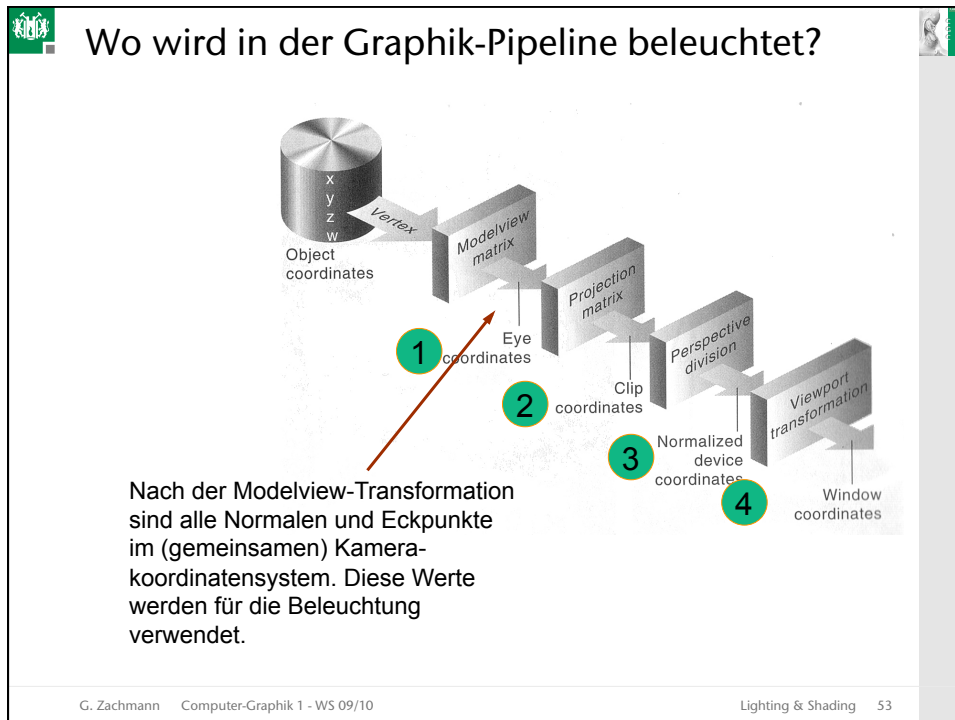 Wo wird in der Graphik-Pipeline beleuchtet?
x
y
z
w
Vertex
Object
coordinates
Modelview
matrix
1
Eye
coordinates
Projection
matrix
2
Clip
coordinates
Perspective
division
3
Normalized
device
coordinates
Viewport
transformation
4
Window
coordinates
Nach der Modelview-Transformation
sind alle Normalen und Eckpunkte
im (gemeinsamen) Kamera-
koordinatensystem. Diese Werte
werden für die Beleuchtung
verwendet.
G. Zachmann Computer-Graphik 1 - WS 09/10
Lighting & Shading 53